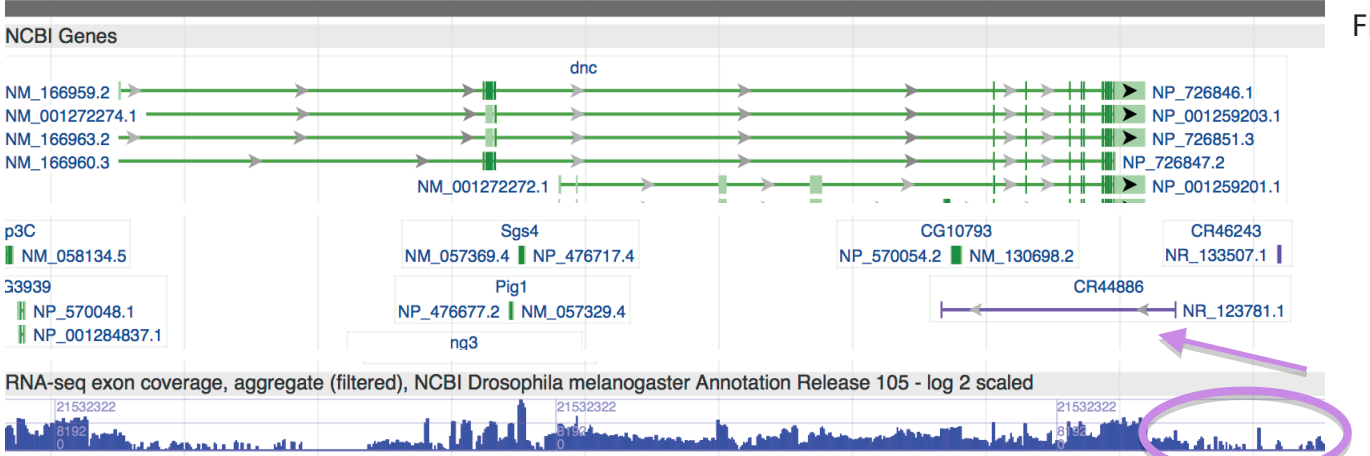 NCBI Genes
dnc
NM_166959.2 NP_726846.1
NM_001272274.1 NP_001259203.1
NM_166963.2 NP_726851.3
NM_166960.3 NP_726847.2
NM_001272272.1 NP_001259201.1
p3C Sgs4 CG10793 CR46243
NM_058134.5 NM_057369.4 NP_476717.4 NP_570054.2 NM_130698.2 NR_133507.1
G3939 Pig1 CR44886
NP_570048.1 NP_476677.2 NM_057329.4 NR_123781.1
NP_001284837.1
ng3
RNA-seq exon coverage, aggregate (filtered), NCBI Drosophila melanogaster Annotation Release 105 - log 2 scaled
21532322 21532322 21532322
8192 8192 8192
0 0 0